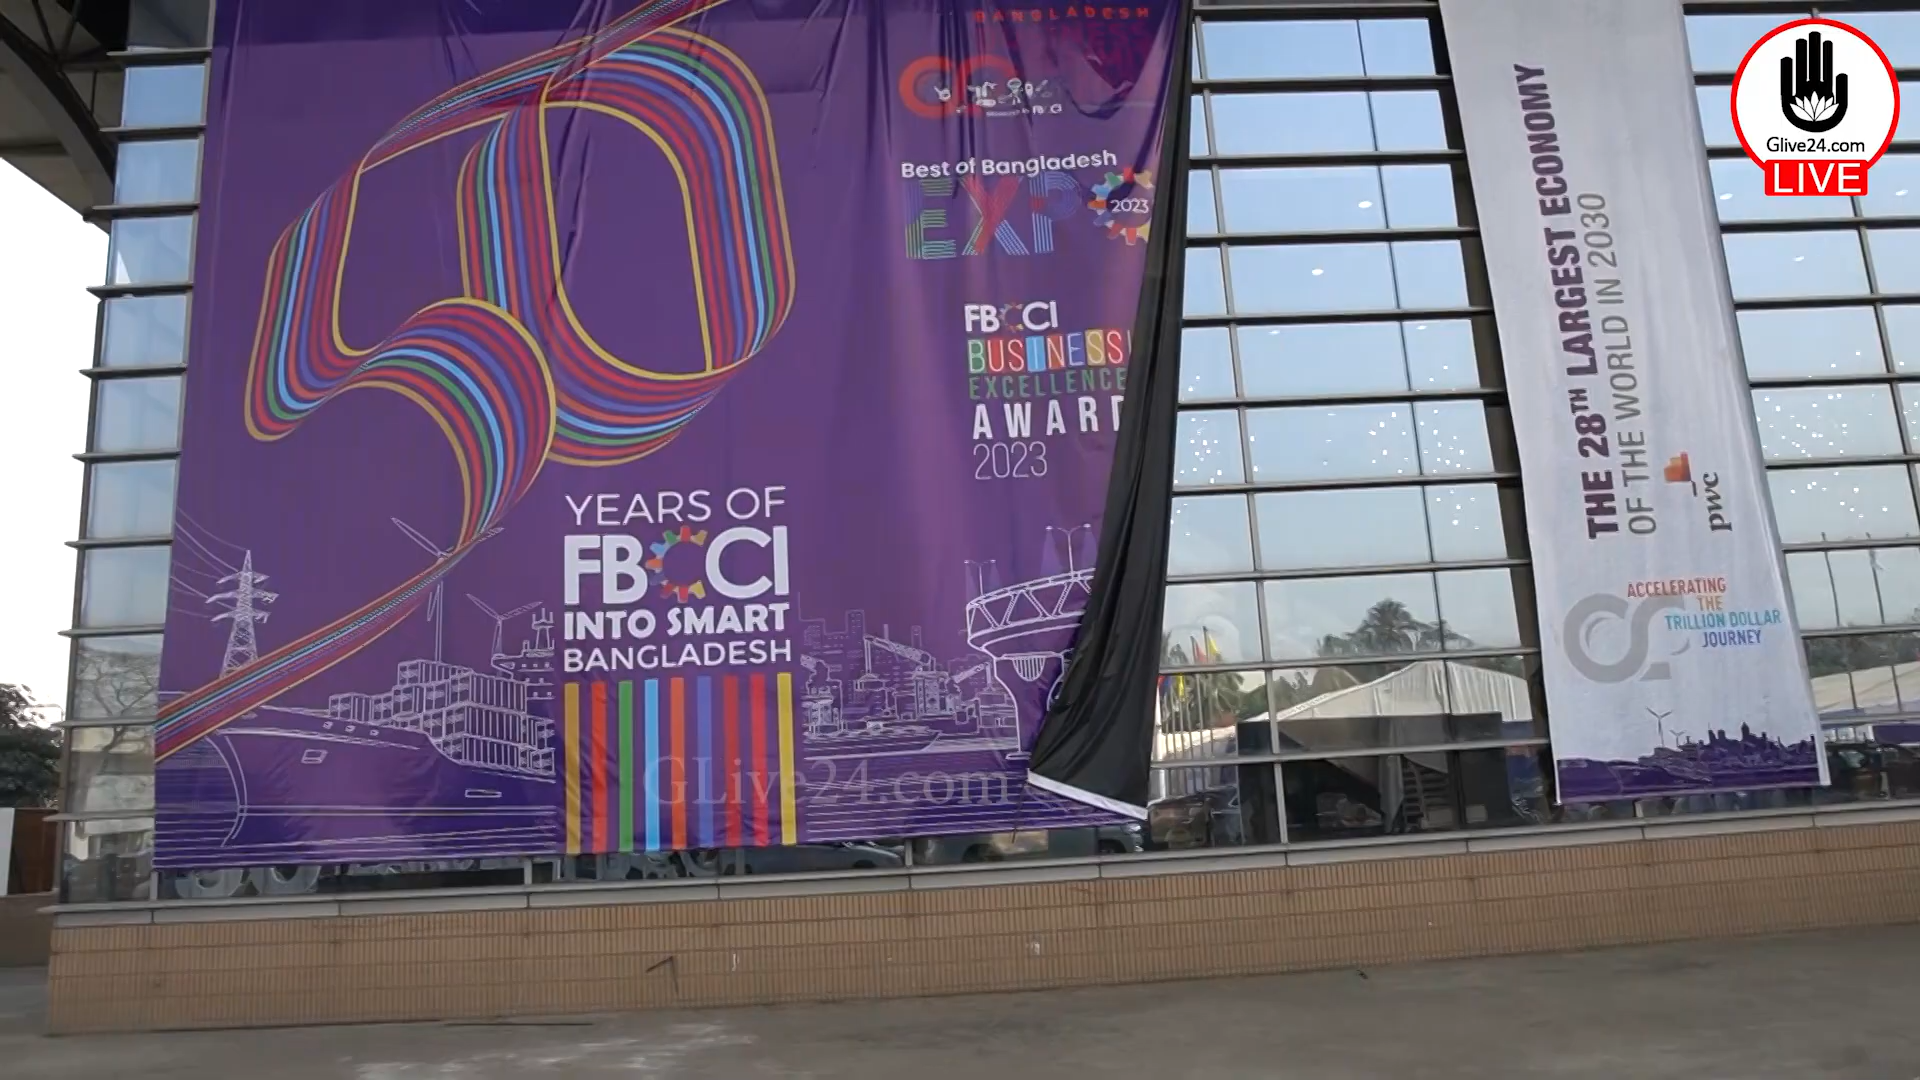 BANGLADESH
Best of Bangladesh
EXPO
2023
FBCCI
BUSINESS
EXCELLENCE
AWARD
2023
50
YEARS OF
FBCCI
INTO SMART
BANGLADESH
THE 28TH LARGEST ECONOMY
OF THE WORLD IN 2030
pwc
ACCELERATING
THE
TRILLION DOLLAR
JOURNEY
Glive24.com
LIVE
GLive24.com